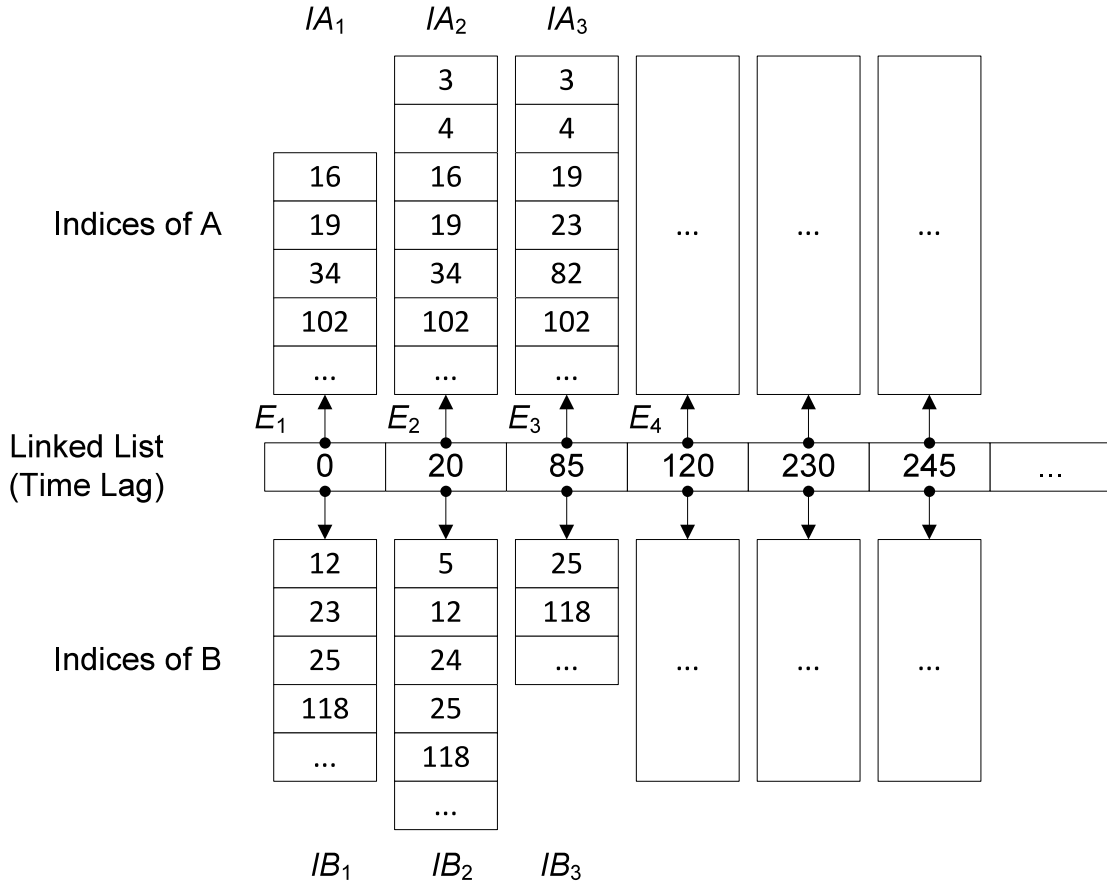 IA1 IA2 IA3
3 3
4 4
16 16 19
Indices of A
19 19 23 ... ... ...
34 34 82
102 102 102
... ... ...
E1 E2 E3 E4
Linked List
(Time Lag)
0 20 85 120 230 245 ...
12 5 25
23 12 118
Indices of B
25 24 ... ... ... ...
118 25
... 118
...
IB1 IB2 IB3